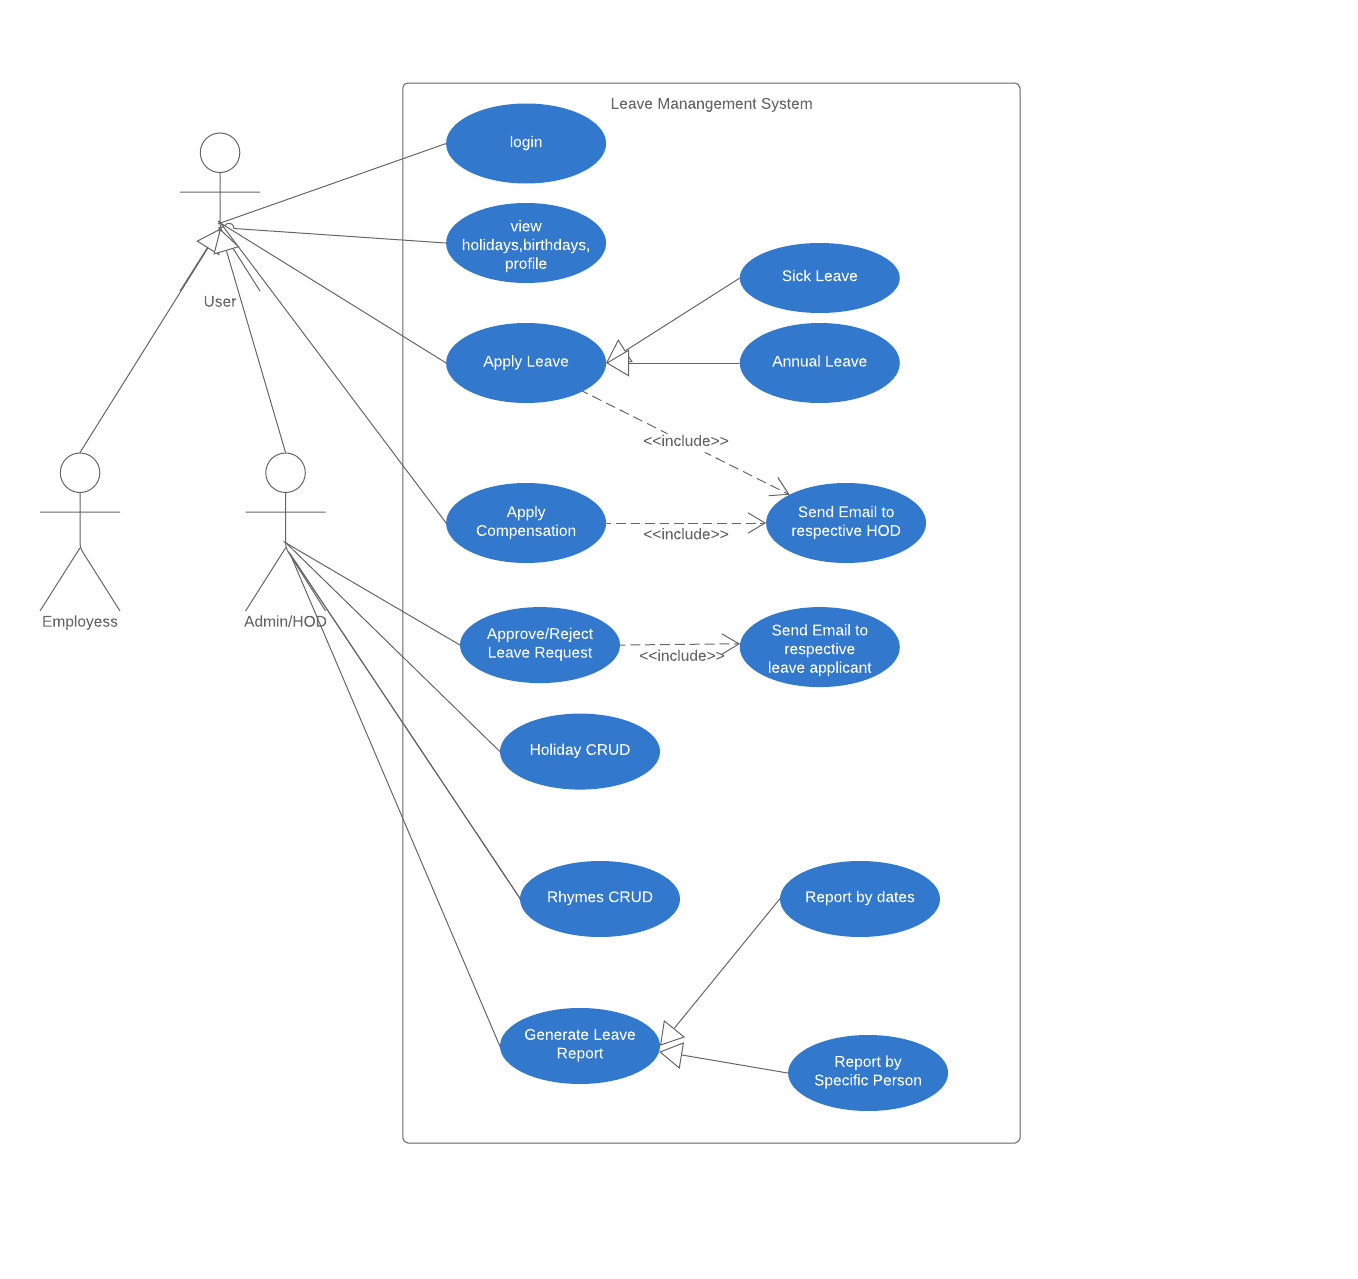 Leave Manangement System
login
view
holidays,birthdays,
profile
Sick Leave
User
Apply Leave
Annual Leave
<<include>>
Apply
Compensation
Send Email to
respective HOD
<<include>>
Employess
Admin/HOD
Approve/Reject
Leave Request
<<include>>
Send Email to
respective
leave applicant
Holiday CRUD
Rhymes CRUD
Report by dates
Generate Leave
Report
Report by
Specific Person